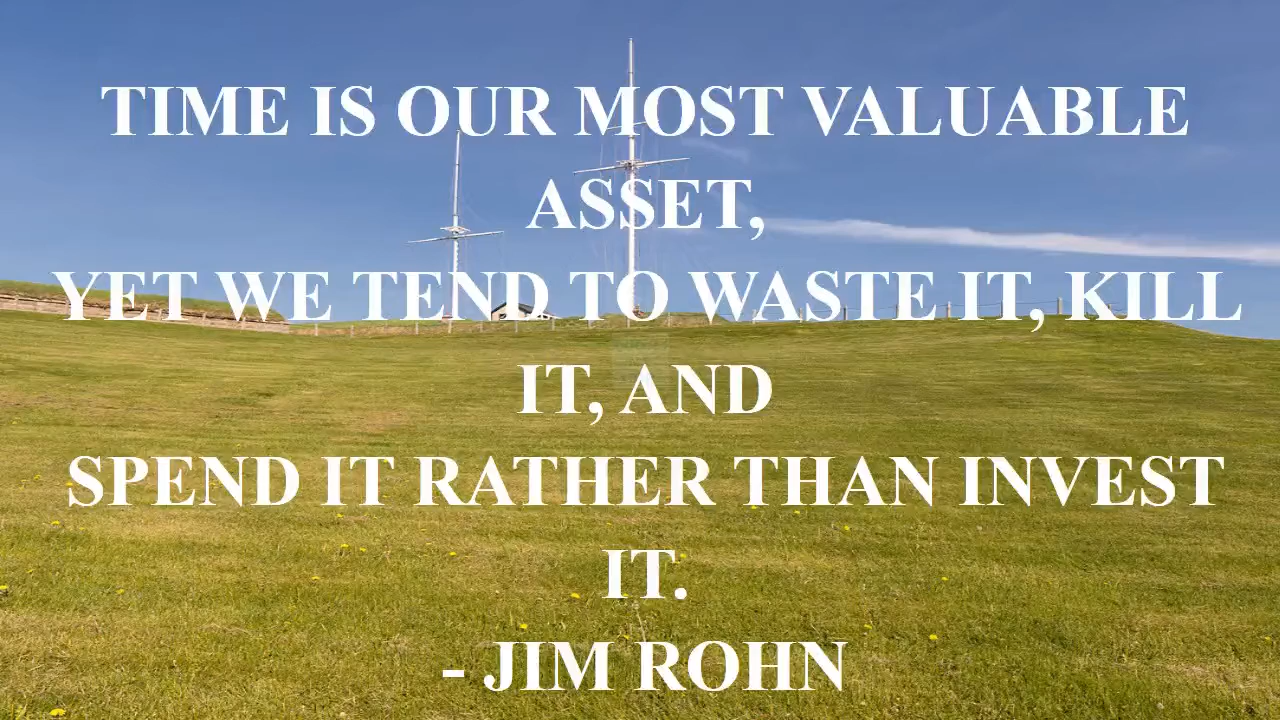 TIME IS OUR MOST VALUABLE
ASSET,
YET WE TEND TO WASTE IT, KILL
IT, AND
SPEND IT RATHER THAN INVEST
IT.
- JIM ROHN